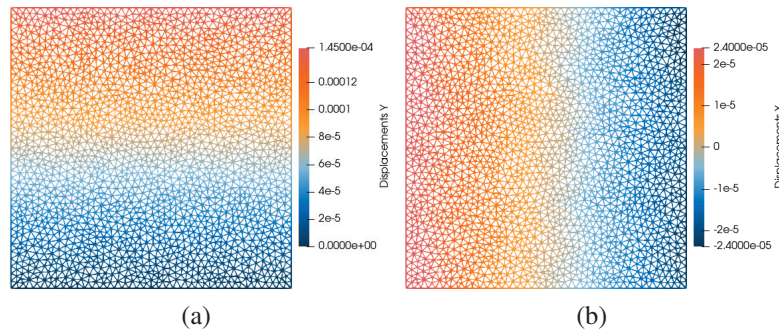 1.4500e-04
0.00012
0.0001
8e-5
6e-5
4e-5
2e-5
0.0000e+00
Displacements Y
(a)
2.4000e-05
2e-5
1e-5
0
-1e-5
-2e-5
-2.4000e-05
Displacements X
(b)